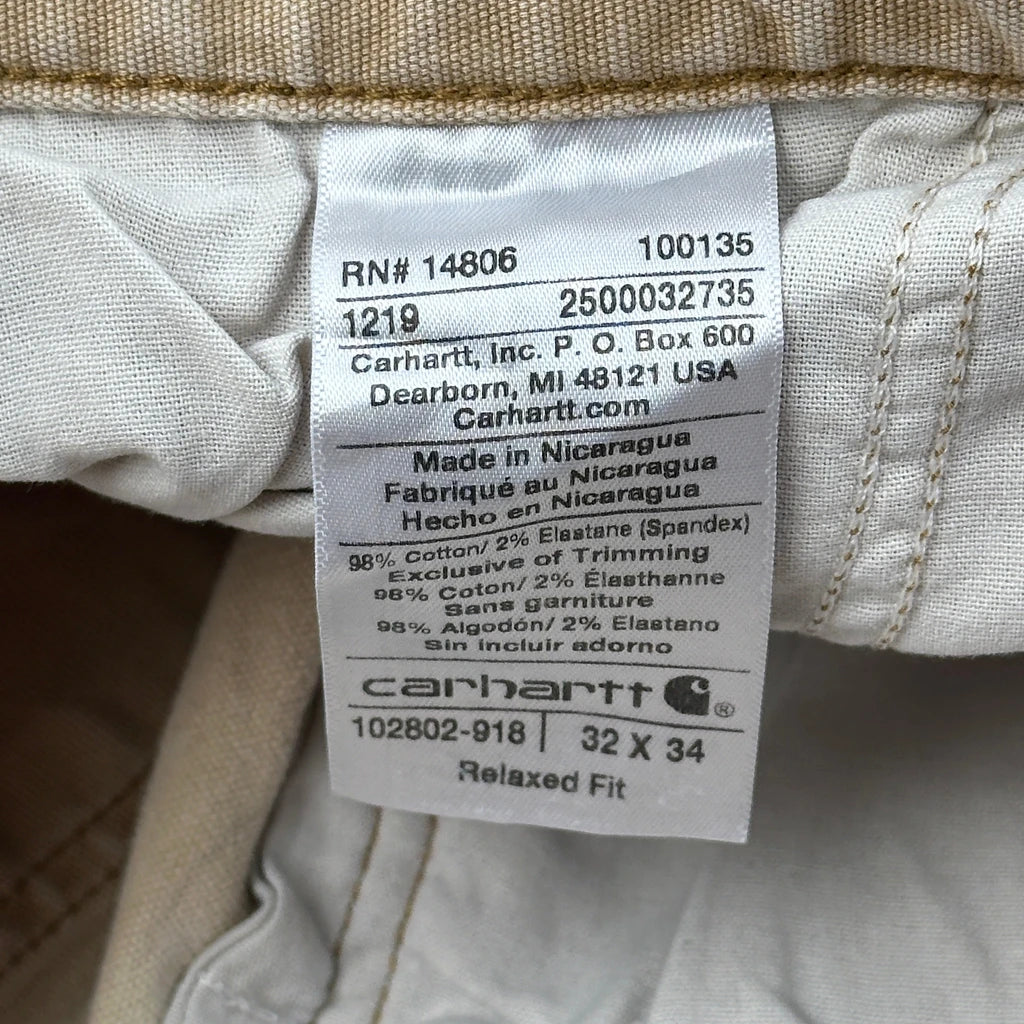 RN# 14806 100135
1219 2500032735
Carhartt, Inc. P. O. Box 600
Dearborn, MI 48121 USA
Carhartt.com
Made in Nicaragua
Fabriqué au Nicaragua
Hecho en Nicaragua
98% Cotton/ 2% Elastane (Spandex)
Exclusive of Trimming
98% Coton/ 2% Élasthanne
Sans garniture
98% Algodón/ 2% Elastano
Sin incluir adorno
carhartt ®
102802-918 | 32 X 34
Relaxed Fit